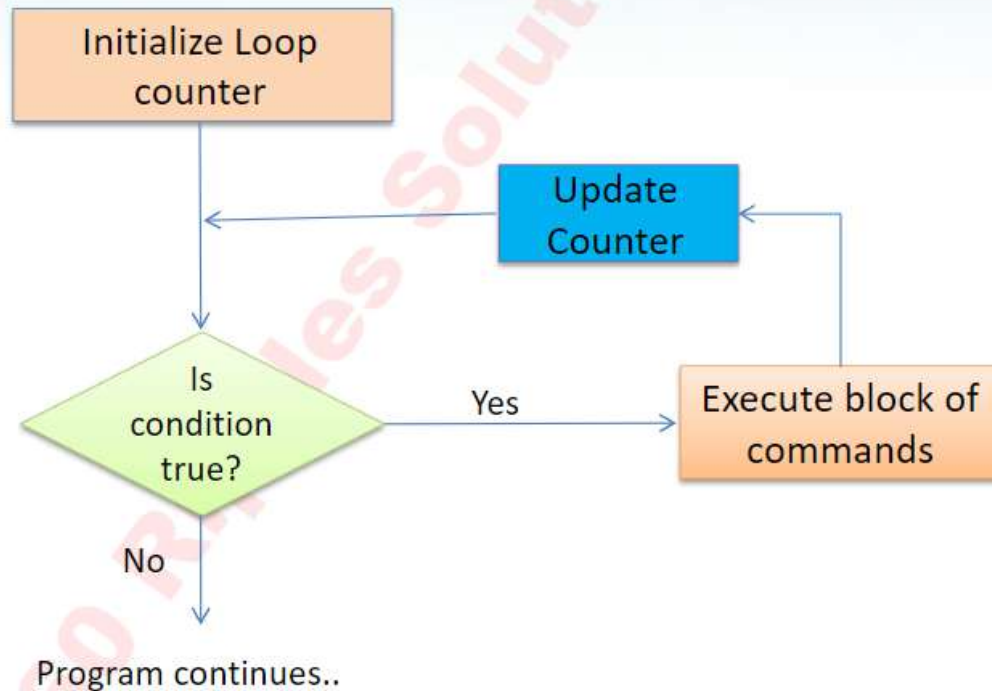 Initialize Loop
counter
Update
Counter
Is
condition
true?
Yes
Execute block of
commands
No
Program continues..